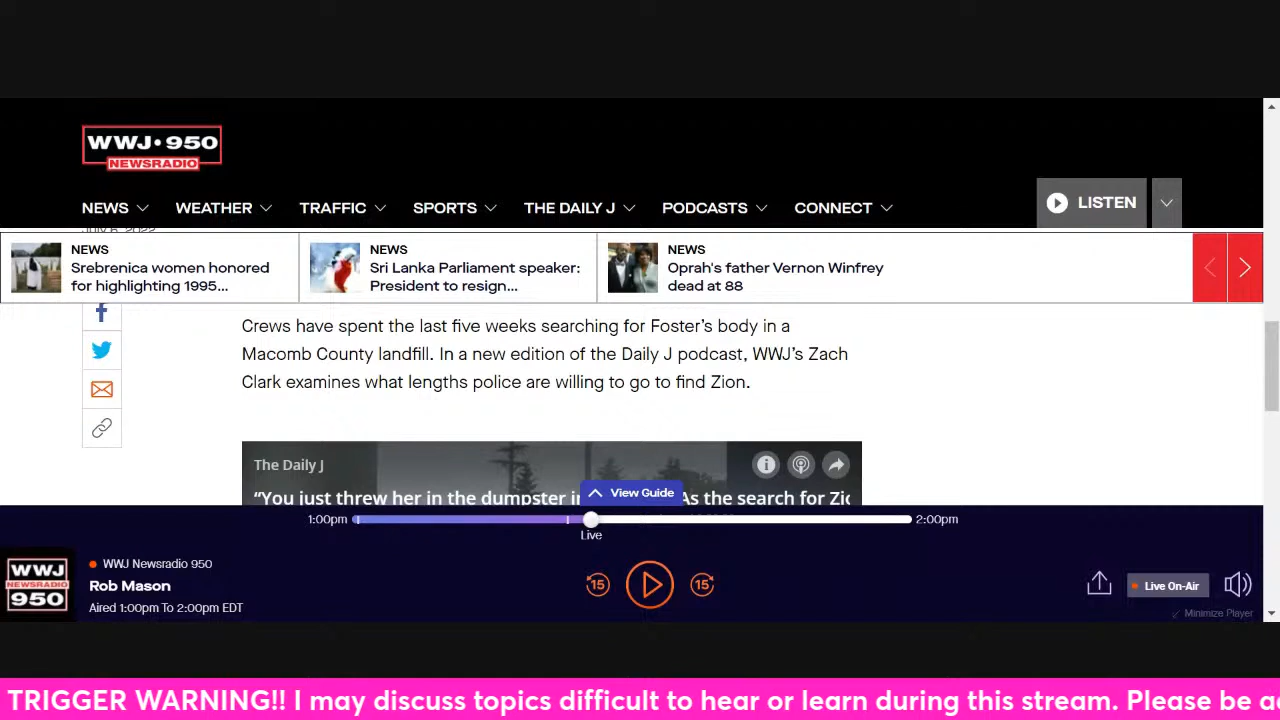 WWJ•950
NEWSRADIO
NEWS WEATHER TRAFFIC SPORTS THE DAILY J PODCASTS CONNECT
LISTEN
NEWS
Srebrenica women honored
for highlighting 1995...
NEWS
Sri Lanka Parliament speaker:
President to resign...
NEWS
Oprah's father Vernon Winfrey
dead at 88
Crews have spent the last five weeks searching for Foster's body in a
Macomb County landfill. In a new edition of the Daily J podcast, WWJ's Zach
Clark examines what lengths police are willing to go to find Zion.
The Daily J
“You just threw her in the dumpster As the search for
View Guide
1:00pm 2:00pm
Live
WWJ
NEWSRADIO
950
WWJ Newsradio 950
Rob Mason
Aired 1:00pm To 2:00pm EDT
15 15
Live On-Air
Minimize Player
TRIGGER WARNING!! I may discuss topics difficult to hear or learn during this stream. Please be